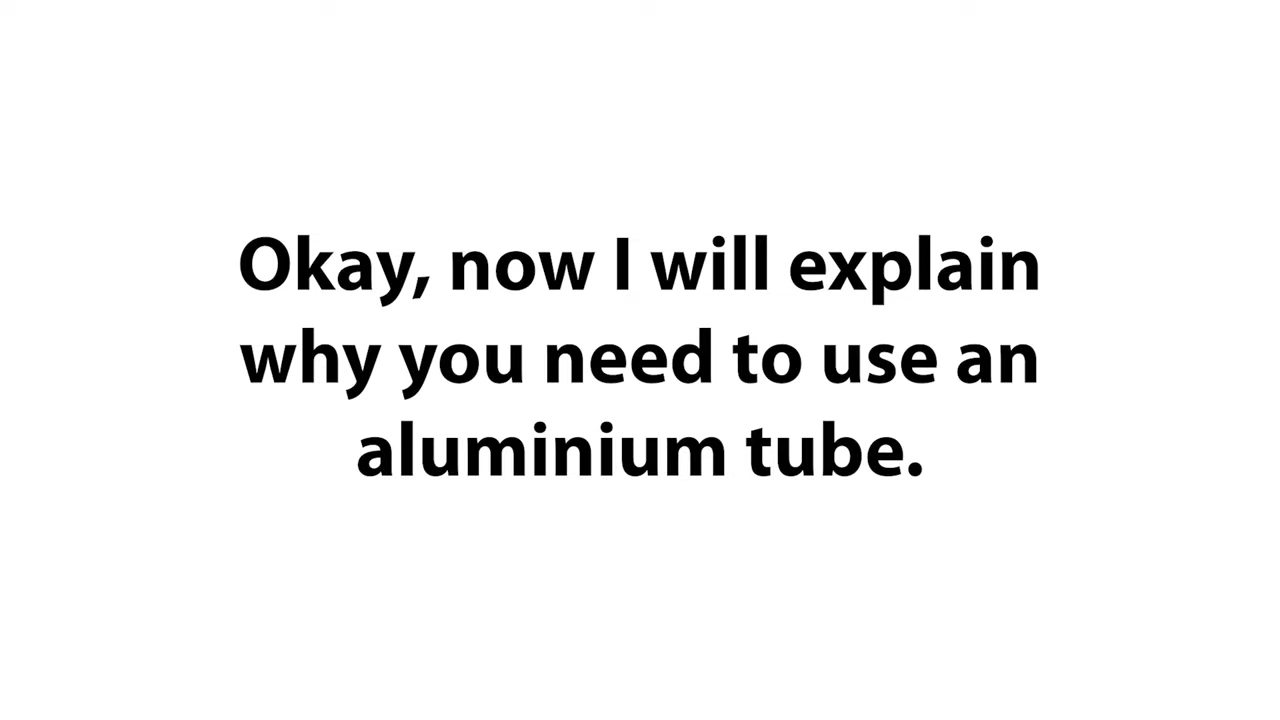 Okay, now I will explain
why you need to use an
aluminium tube.